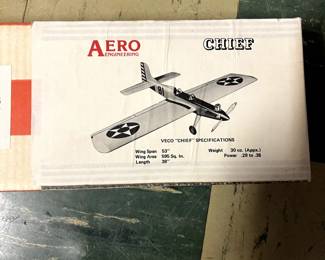 AERO
ENGINEERING
CHIEF
VECO "CHIEF" SPECIFICATIONS
Wing Span 53"
Wing Area 595 Sq. In.
Length 38"
Weight 30 oz. (Appx.)
Power .29 to .36